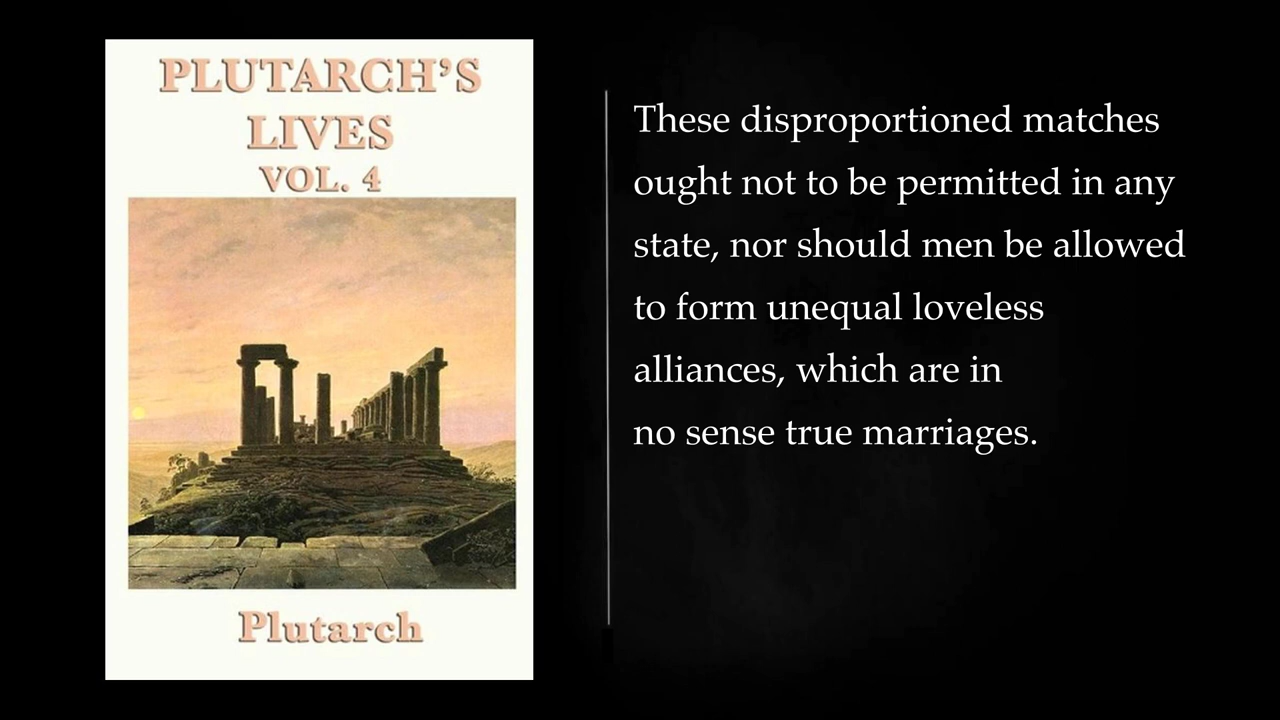 PLUTARCH'S
LIVES
VOL. 4
Plutarch
These disproportioned matches
ought not to be permitted in any
state, nor should men be allowed
to form unequal loveless
alliances, which are in
no sense true marriages.